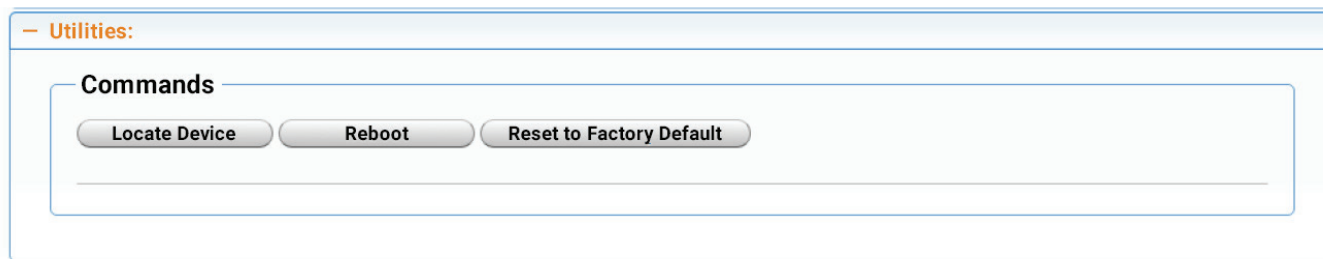 − Utilities:
Commands
Locate Device Reboot Reset to Factory Default